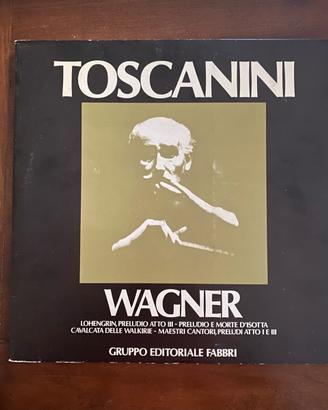 TOSCANINI
WAGNER
LOHENGRIN, PRELUDIO ATTO III - PRELUDIO E MORTE D'ISOTTA
CAVALCATA DELLE WALKIRIE - MAESTRI CANTORI, PRELUDI ATTO I E III
GRUPPO EDITORIALE FABBRI